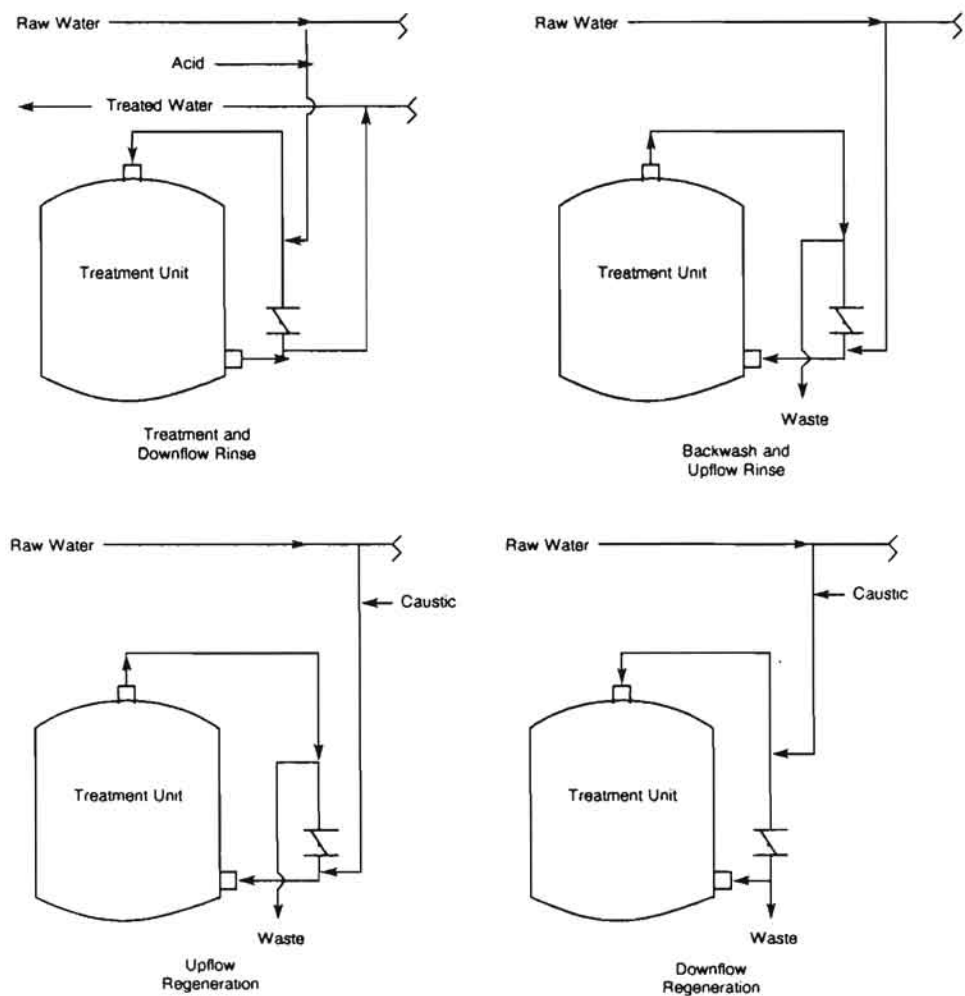 Raw Water
Acid
Treated Water
Treatment Unit
Treatment and
Downflow Rinse
Raw Water
Treatment Unit
Waste
Backwash and
Upflow Rinse
Raw Water
Caustic
Treatment Unit
Waste
Upflow
Regeneration
Raw Water
Caustic
Treatment Unit
Waste
Downflow
Regeneration